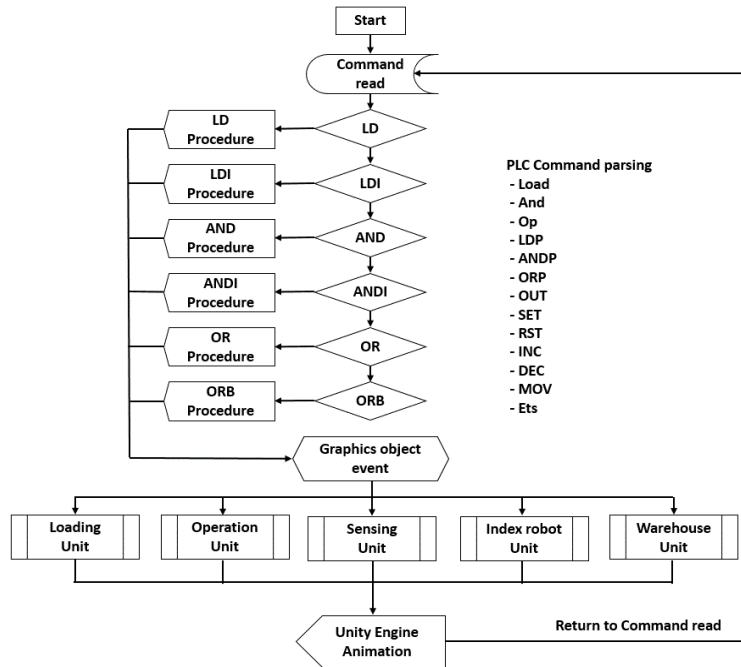 Start
Command
read
LD
Procedure
LD
LDI
Procedure
LDI
AND
Procedure
AND
ANDI
Procedure
ANDI
OR
Procedure
OR
ORB
Procedure
ORB
PLC Command parsing
- Load
- And
- Op
- LDP
- ANDP
- ORP
- OUT
- SET
- RST
- INC
- DEC
- MOV
- Ets
Graphics object
event
Loading
Unit
Operation
Unit
Sensing
Unit
Index robot
Unit
Warehouse
Unit
Unity Engine
Animation
Return to Command read